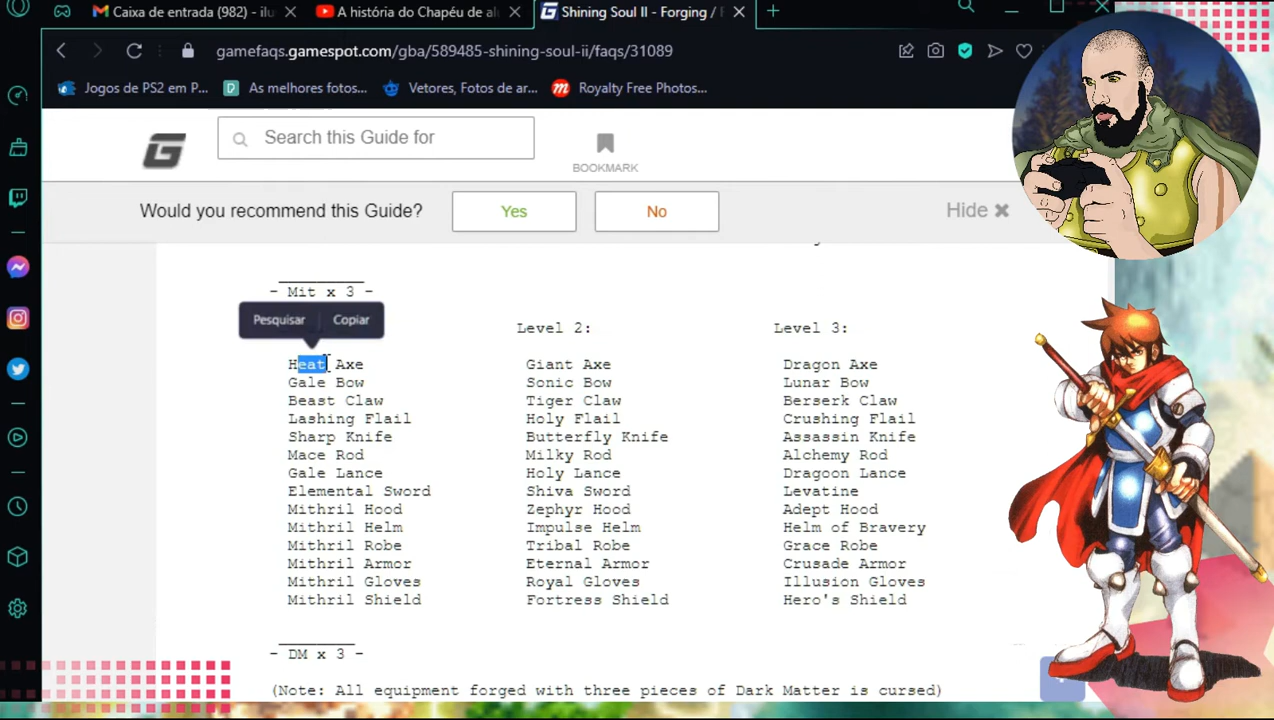 Caixa de entrada (982) - ilu
A história do Chapéu de al
Shining Soul II - Forging /
gamefaqs.gamespot.com/gba/589485-shining-soul-ii/faqs/31089
Jogos de PS2 em P...
As melhores fotos...
Vetores, Fotos de ar...
Royalty Free Photos...
Search this Guide for
BOOKMARK
Would you recommend this Guide?
Yes
No
Hide
- Mit x 3 -
Pesquisar
Copiar
Level 2:
Level 3:
Heat Axe Giant Axe Dragon Axe
Gale Bow Sonic Bow Lunar Bow
Beast Claw Tiger Claw Berserk Claw
Lashing Flail Holy Flail Crushing Flail
Sharp Knife Butterfly Knife Assassin Knife
Mace Rod Milky Rod Alchemy Rod
Gale Lance Holy Lance Dragoon Lance
Elemental Sword Shiva Sword Levatine
Mithril Hood Zephyr Hood Adept Hood
Mithril Helm Impulse Helm Helm of Bravery
Mithril Robe Tribal Robe Grace Robe
Mithril Armor Eternal Armor Crusade Armor
Mithril Gloves Royal Gloves Illusion Gloves
Mithril Shield Fortress Shield Hero's Shield
- DM x 3 -
(Note: All equipment forged with three pieces of Dark Matter is cursed)